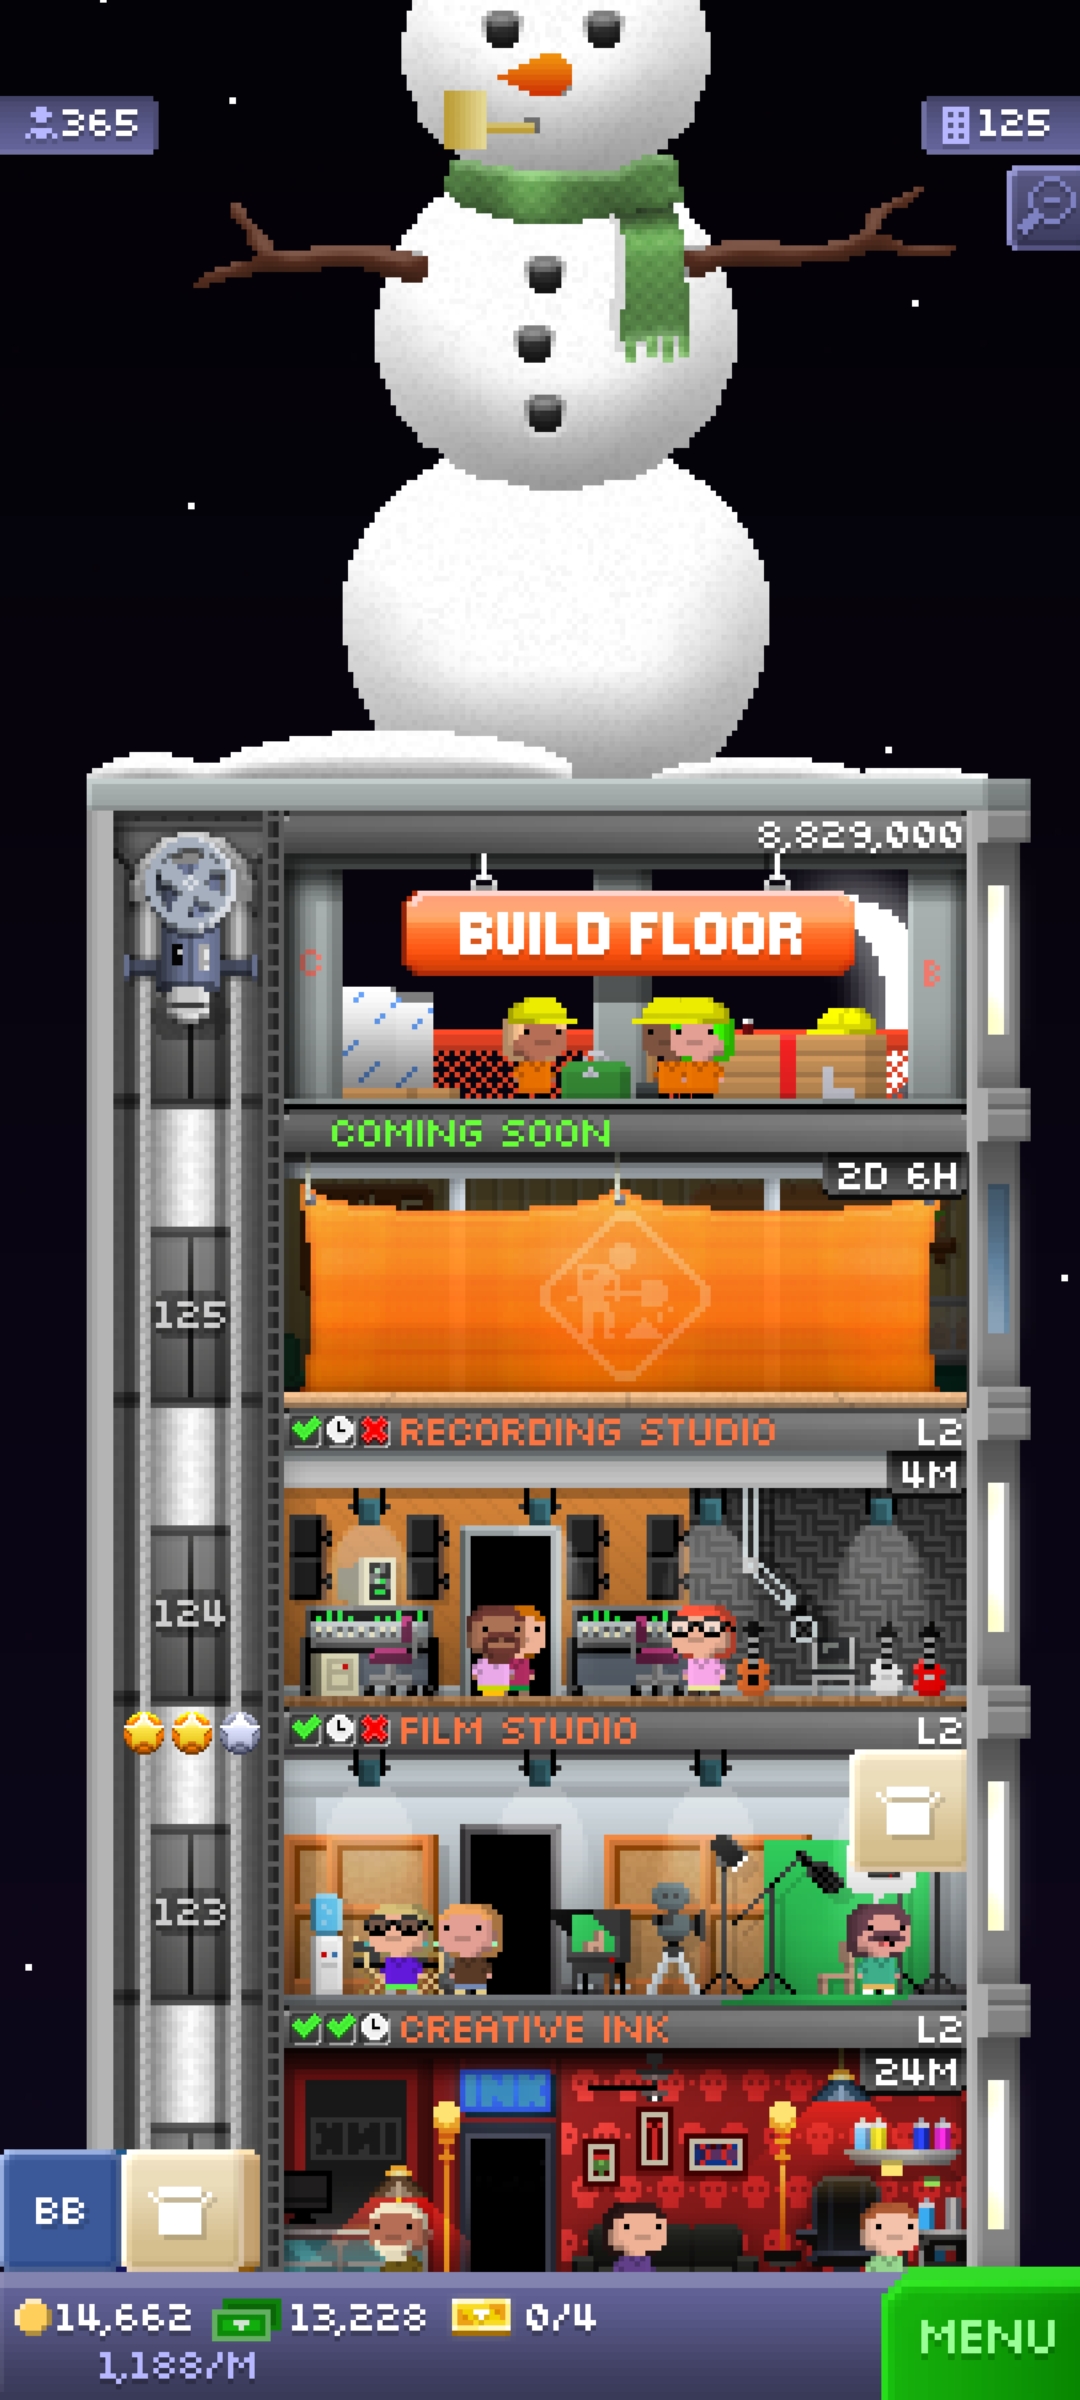 365
125
8,829,000
BUILD FLOOR
C
B
COMING SOON
2D 6H
125
RECORDING STUDIO L2
4M
124
FILM STUDIO L2
123
CREATIVE INK L2
24M
INK
INK
BB
14,662 13,228 0/4
1,188/M
MENU